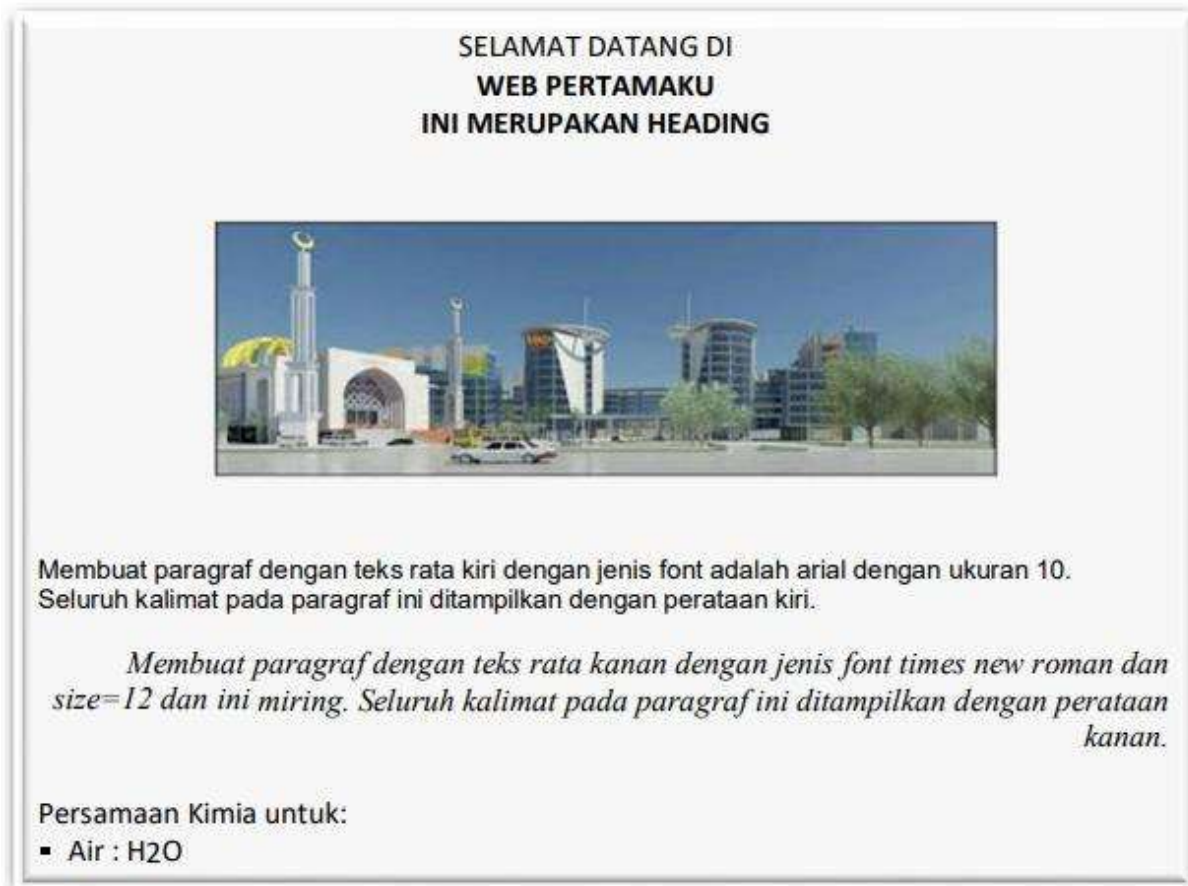 SELAMAT DATANG DI
WEB PERTAMAKU
INI MERUPAKAN HEADING
Membuat paragraf dengan teks rata kiri dengan jenis font adalah arial dengan ukuran 10.
Seluruh kalimat pada paragraf ini ditampilkan dengan perataan kiri.
Membuat paragraf dengan teks rata kanan dengan jenis font times new roman dan
size=12 dan ini miring. Seluruh kalimat pada paragraf ini ditampilkan dengan perataan
kanan.
Persamaan Kimia untuk:
▪ Air : H2O